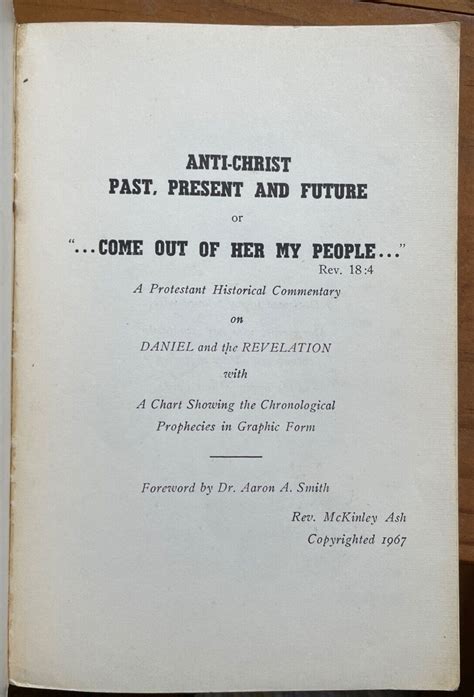 ANTI-CHRIST
PAST, PRESENT AND FUTURE
or
"...COME OUT OF HER MY PEOPLE..."
Rev. 18:4
A Protestant Historical Commentary
on
DANIEL and the REVELATION
with
A Chart Showing the Chronological
Prophecies in Graphic Form
Foreword by Dr. Aaron A. Smith
Rev. McKinley Ash
Copyrighted 1967